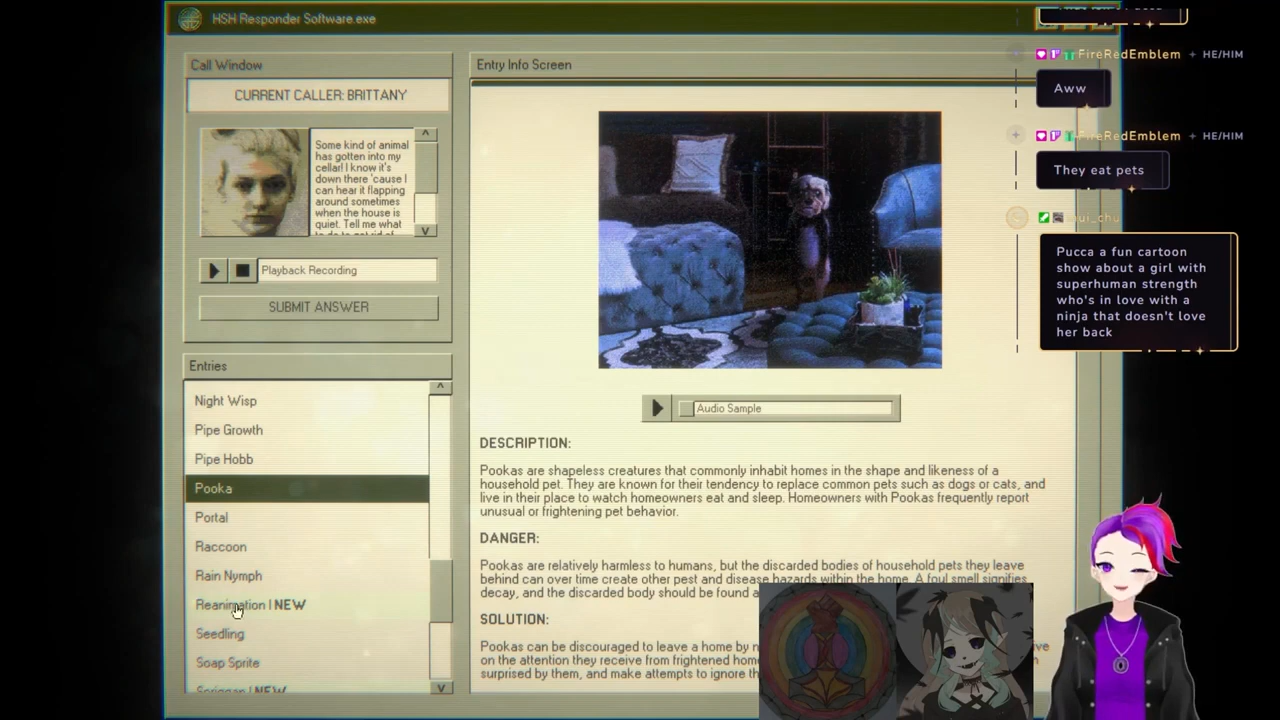 HSH Responder Software.exe
Call Window
CURRENT CALLER: BRITTANY
Some kind of animal
has gotten into my
cellar! I know it's
down there 'cause I
can hear it flapping
around sometimes
when the house is
quiet. Tell me what
Playback Recording
SUBMIT ANSWER
Entries
Night Wisp
Pipe Growth
Pipe Hobb
Pooka
Portal
Raccoon
Rain Nymph
Reanimation | NEW
Seedling
Soap Sprite
Spriggan | NEW
Entry Info Screen
Audio Sample
DESCRIPTION:
Pookas are shapeless creatures that commonly inhabit homes in the shape and likeness of a
household pet. They are known for their tendency to replace common pets such as dogs or cats, and
live in their place to watch homeowners eat and sleep. Homeowners with Pookas frequently report
unusual or frightening pet behavior.
DANGER:
Pookas are relatively harmless to humans, but the discarded bodies of household pets they leave
behind can over time create other pest and disease hazards within the home. A foul smell signifies
decay, and the discarded body should be found a
SOLUTION:
Pookas can be discouraged to leave a home by n
on the attention they receive from frightened hom
surprised by them, and make attempts to ignore th
FireRedEmblem + HE/HIM
Aww
FireRedEmblem + HE/HIM
They eat pets
Pucca a fun cartoon
show about a girl with
superhuman strength
who's in love with a
ninja that doesn't love
her back